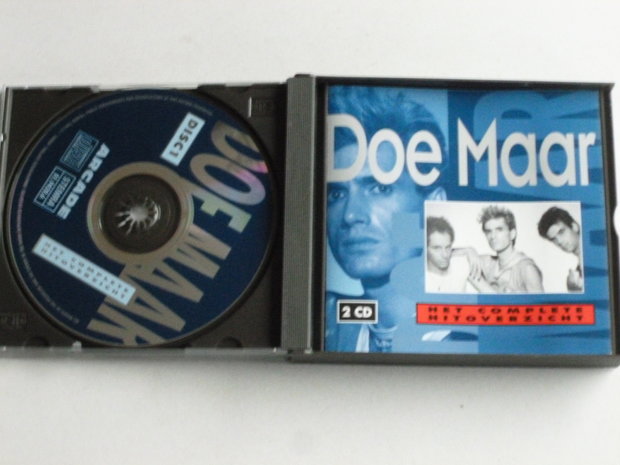 DISC 1
DOE MAAR
ARCADE
HET COMPLETE
HITOVERZICHT
Doe Maar
2 CD
HET COMPLETE
HITOVERZICHT